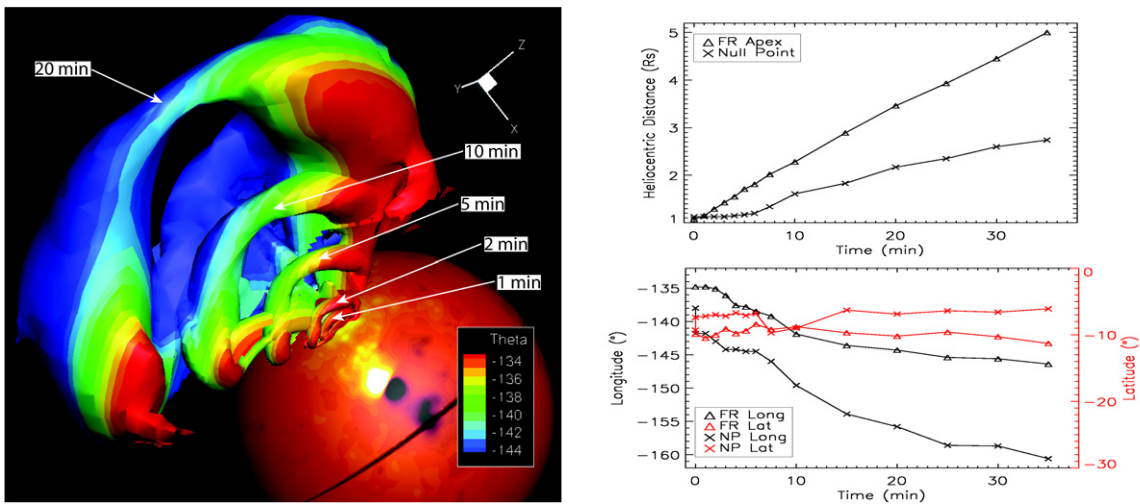 20 min
10 min
5 min
2 min
1 min
Z
Y
X
Theta
-134
-136
-138
-140
-142
-144
FR Apex
Null Point
Heliocentric Distance (Rs)
5
4
3
2
1
0 10 20 30
Time (min)
Longitude (°)
-135
-140
-145
-150
-155
-160
FR Long
FR Lat
NP Long
NP Lat
0
-10
-20
-30
Latitude (°)
0 10 20 30
Time (min)